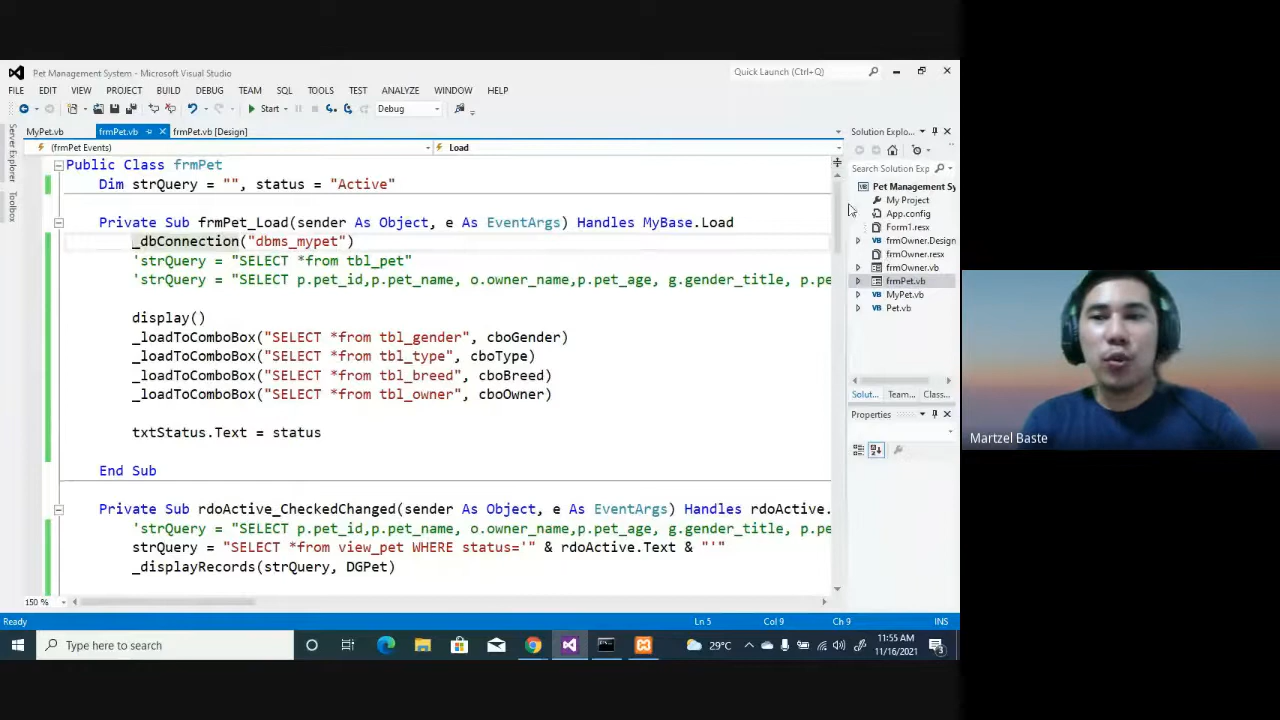 Pet Management System - Microsoft Visual Studio
Quick Launch (Ctrl+Q)
FILE EDIT VIEW PROJECT BUILD DEBUG TEAM SQL TOOLS TEST ANALYZE WINDOW HELP
Start Debug
MyPet.vb frmPet.vb frmPet.vb [Design]
(frmPet Events) Load
Server Explorer
Toolbox
Public Class frmPet
Dim strQuery = "", status = "Active"
Private Sub frmPet_Load(sender As Object, e As EventArgs) Handles MyBase.Load
_dbConnection("dbms_mypet")
'strQuery = "SELECT *from tbl_pet"
'strQuery = "SELECT p.pet_id,p.pet_name, o.owner_name,p.pet_age, g.gender_title, p.pe
display()
_loadToComboBox("SELECT *from tbl_gender", cboGender)
_loadToComboBox("SELECT *from tbl_type", cboType)
_loadToComboBox("SELECT *from tbl_breed", cboBreed)
_loadToComboBox("SELECT *from tbl_owner", cboOwner)
txtStatus.Text = status
End Sub
Private Sub rdoActive_CheckedChanged(sender As Object, e As EventArgs) Handles rdoActive.
'strQuery = "SELECT p.pet_id,p.pet_name, o.owner_name,p.pet_age, g.gender_title, p.pe
strQuery = "SELECT *from view_pet WHERE status='" & rdoActive.Text & "'"
_displayRecords(strQuery, DGPet)
150 %
Solution Explo...
Search Solution Exp
Pet Management Sy
My Project
App.config
Form1.resx
frmOwner.Design
frmOwner.resx
frmOwner.vb
frmPet.vb
MyPet.vb
Pet.vb
Solut... Team... Class...
Properties
Martzel Baste
Ready Ln 5 Col 9 Ch 9 INS
Type here to search
29°C
11:55 AM
11/16/2021
3